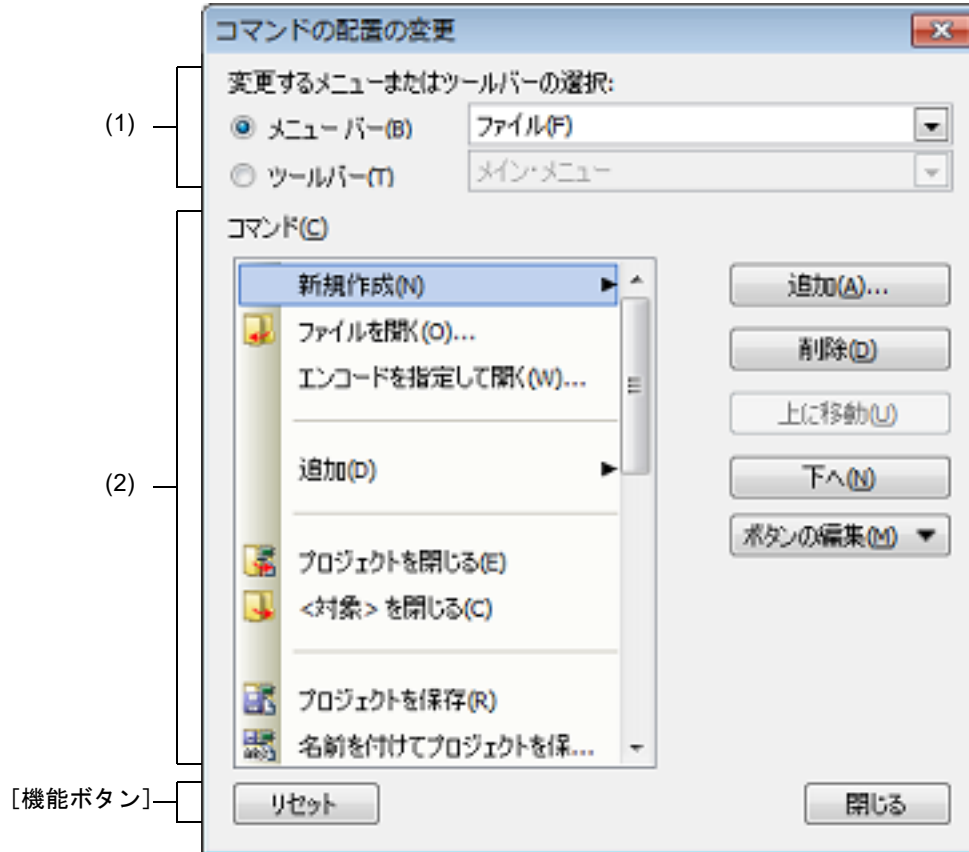 コマンドの配置の変更
変更するメニューまたはツールバーの選択:
(1)
メニュー バー(B)
ファイル(F)
ツールバー(T)
メイン・メニュー
コマンド(C)
新規作成(N)
追加(A)...
ファイルを開く(O)...
削除(D)
エンコードを指定して開く(W)...
上に移動(U)
(2)
追加(D)
下へ(N)
ボタンの編集(M)
プロジェクトを閉じる(E)
<対象> を閉じる(C)
プロジェクトを保存(R)
名前を付けてプロジェクトを保...
[機能ボタン]
リセット
閉じる